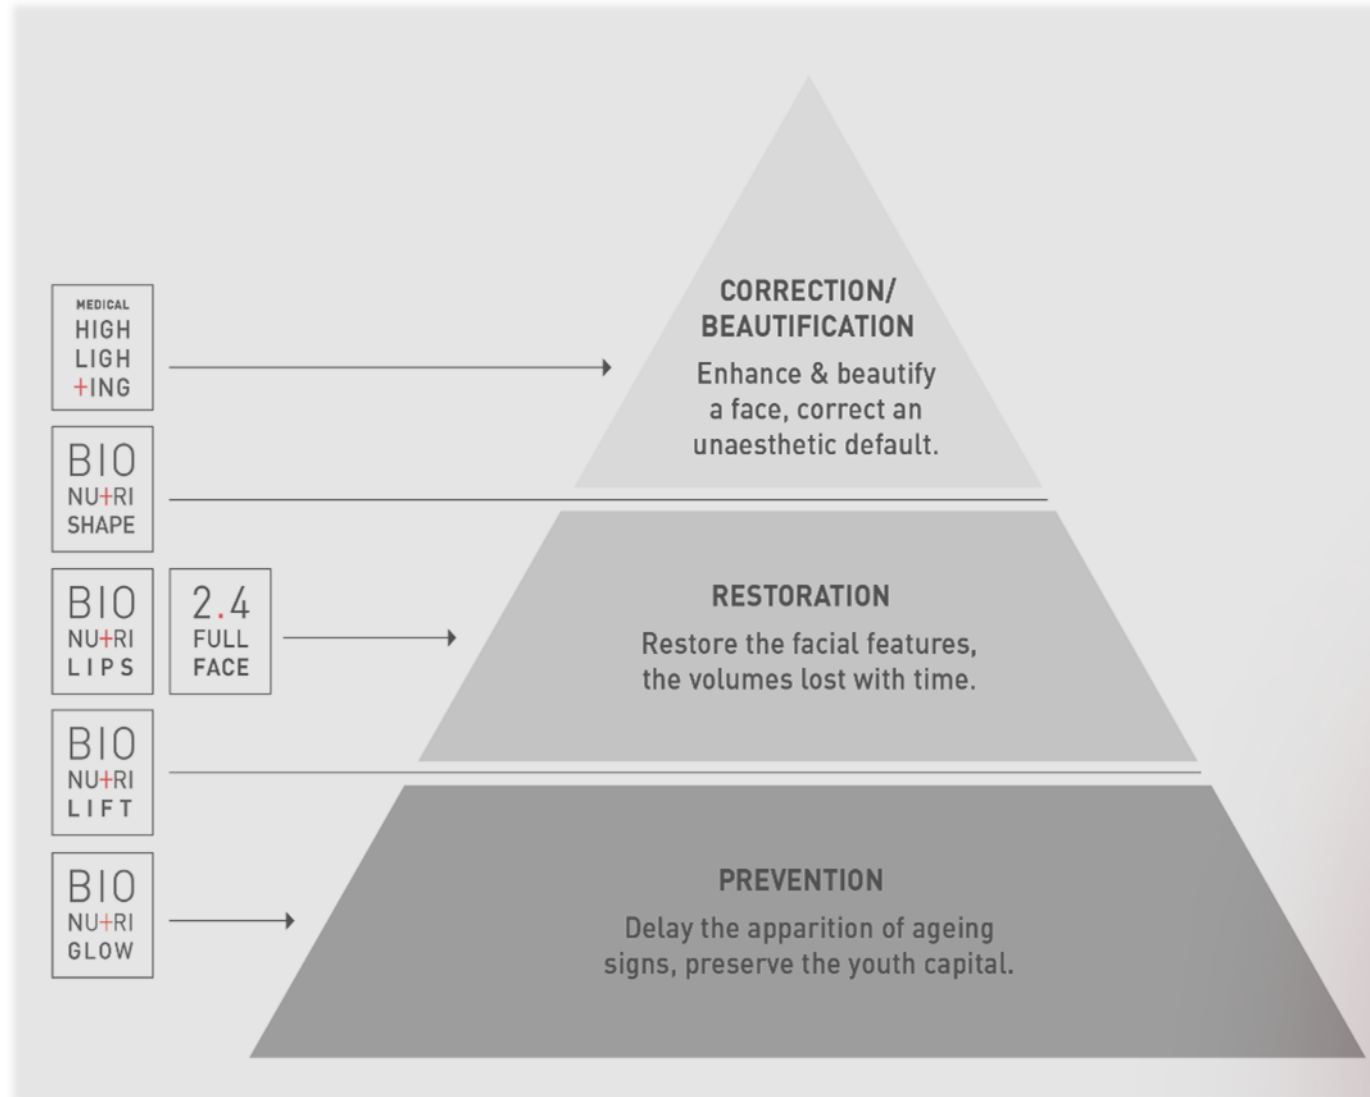 MEDICAL
HIGH
LIGH
+ING
CORRECTION/
BEAUTIFICATION
Enhance & beautify
a face, correct an
unaesthetic default.
BIO
NU+RI
SHAPE
BIO
NU+RI
LIPS
2.4
FULL
FACE
RESTORATION
Restore the facial features,
the volumes lost with time.
BIO
NU+RI
LIFT
BIO
NU+RI
GLOW
PREVENTION
Delay the apparition of ageing
signs, preserve the youth capital.